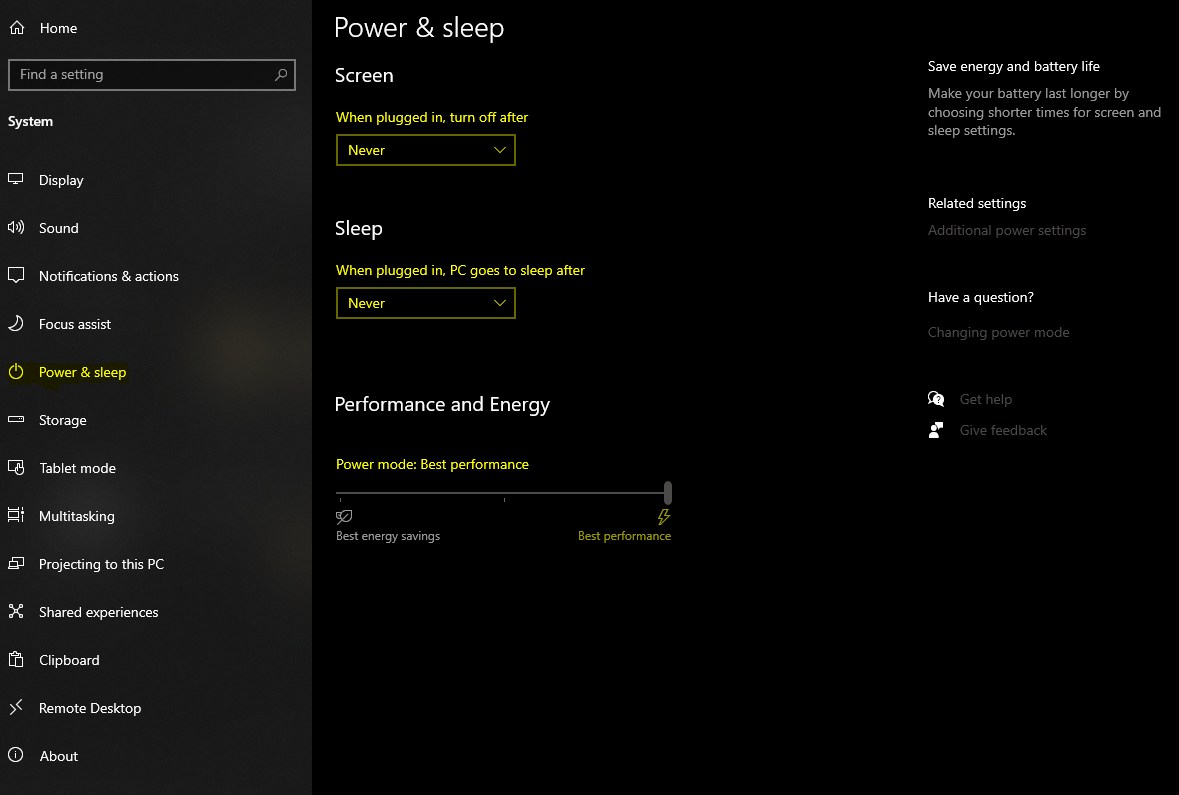 Home
Find a setting
System
Display
Sound
Notifications & actions
Focus assist
Power & sleep
Storage
Tablet mode
Multitasking
Projecting to this PC
Shared experiences
Clipboard
Remote Desktop
About
Power & sleep
Screen
When plugged in, turn off after
Never
Sleep
When plugged in, PC goes to sleep after
Never
Performance and Energy
Power mode: Best performance
Best energy savings
Best performance
Save energy and battery life
Make your battery last longer by
choosing shorter times for screen and
sleep settings.
Related settings
Additional power settings
Have a question?
Changing power mode
Get help
Give feedback